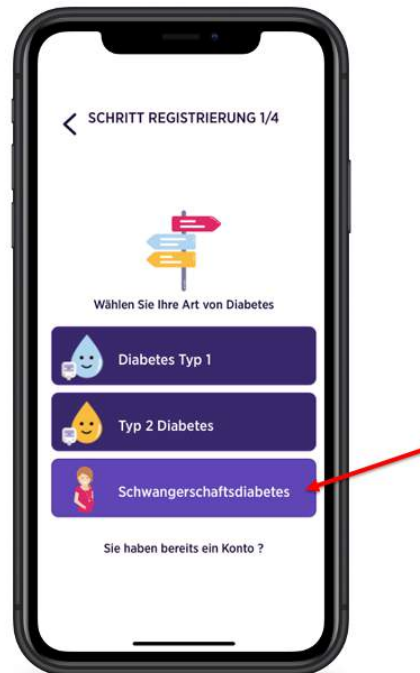 SCHRITT REGISTRIERUNG 1/4
Wählen Sie Ihre Art von Diabetes
Diabetes Typ 1
Typ 2 Diabetes
Schwangerschaftsdiabetes
Sie haben bereits ein Konto ?